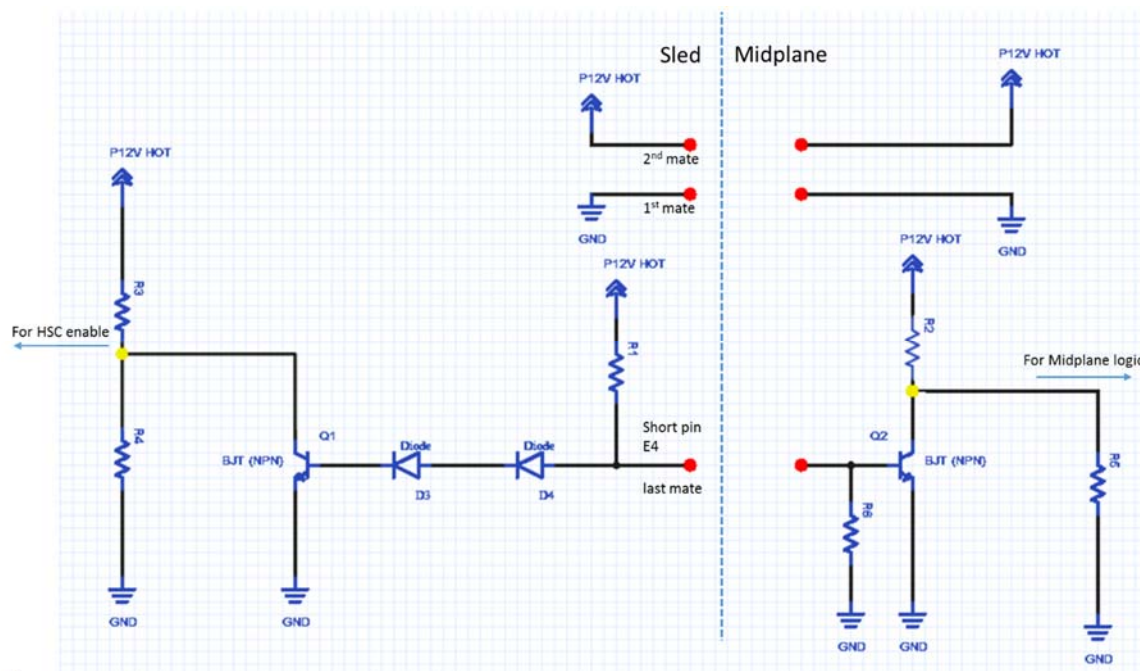 Sled
Midplane
P12V HOT
P12V HOT
2nd mate
1st mate
GND
GND
P12V HOT
R3
For HSC enable
R4
Q1
BJT (NPN)
GND
GND
Diode
D3
Diode
D4
P12V HOT
R1
Short pin
E4
last mate
P12V HOT
R2
For Midplane logic
Q2
BJT (NPN)
R6
R5
GND
GND
GND